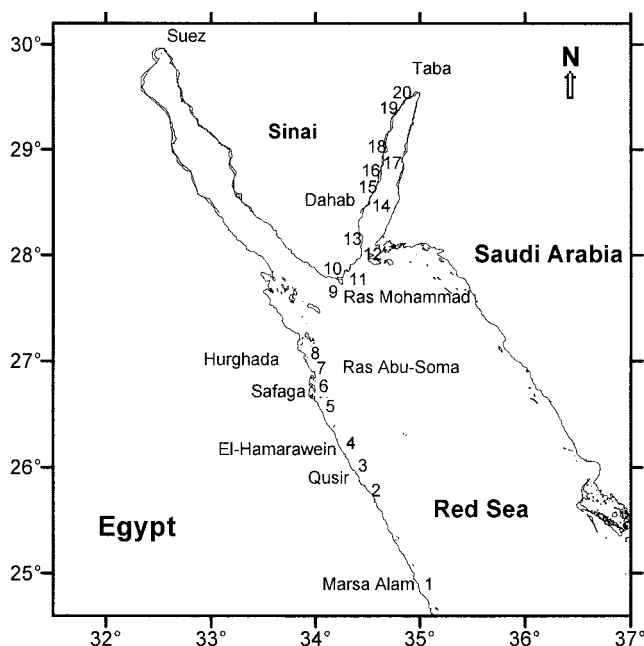 30°
Suez
Taba
N
20
19
Sinai
29°
18
17
16
15
Dahab
14
13
28°
12
Saudi Arabia
10
11
9
Ras Mohammad
27°
8
Hurghada
7
Ras Abu-Soma
6
Safaga
5
4
El-Hamarawein
3
26°
Qusir
2
Egypt
Red Sea
25°
Marsa Alam 1
32°
33°
34°
35°
36°
37°